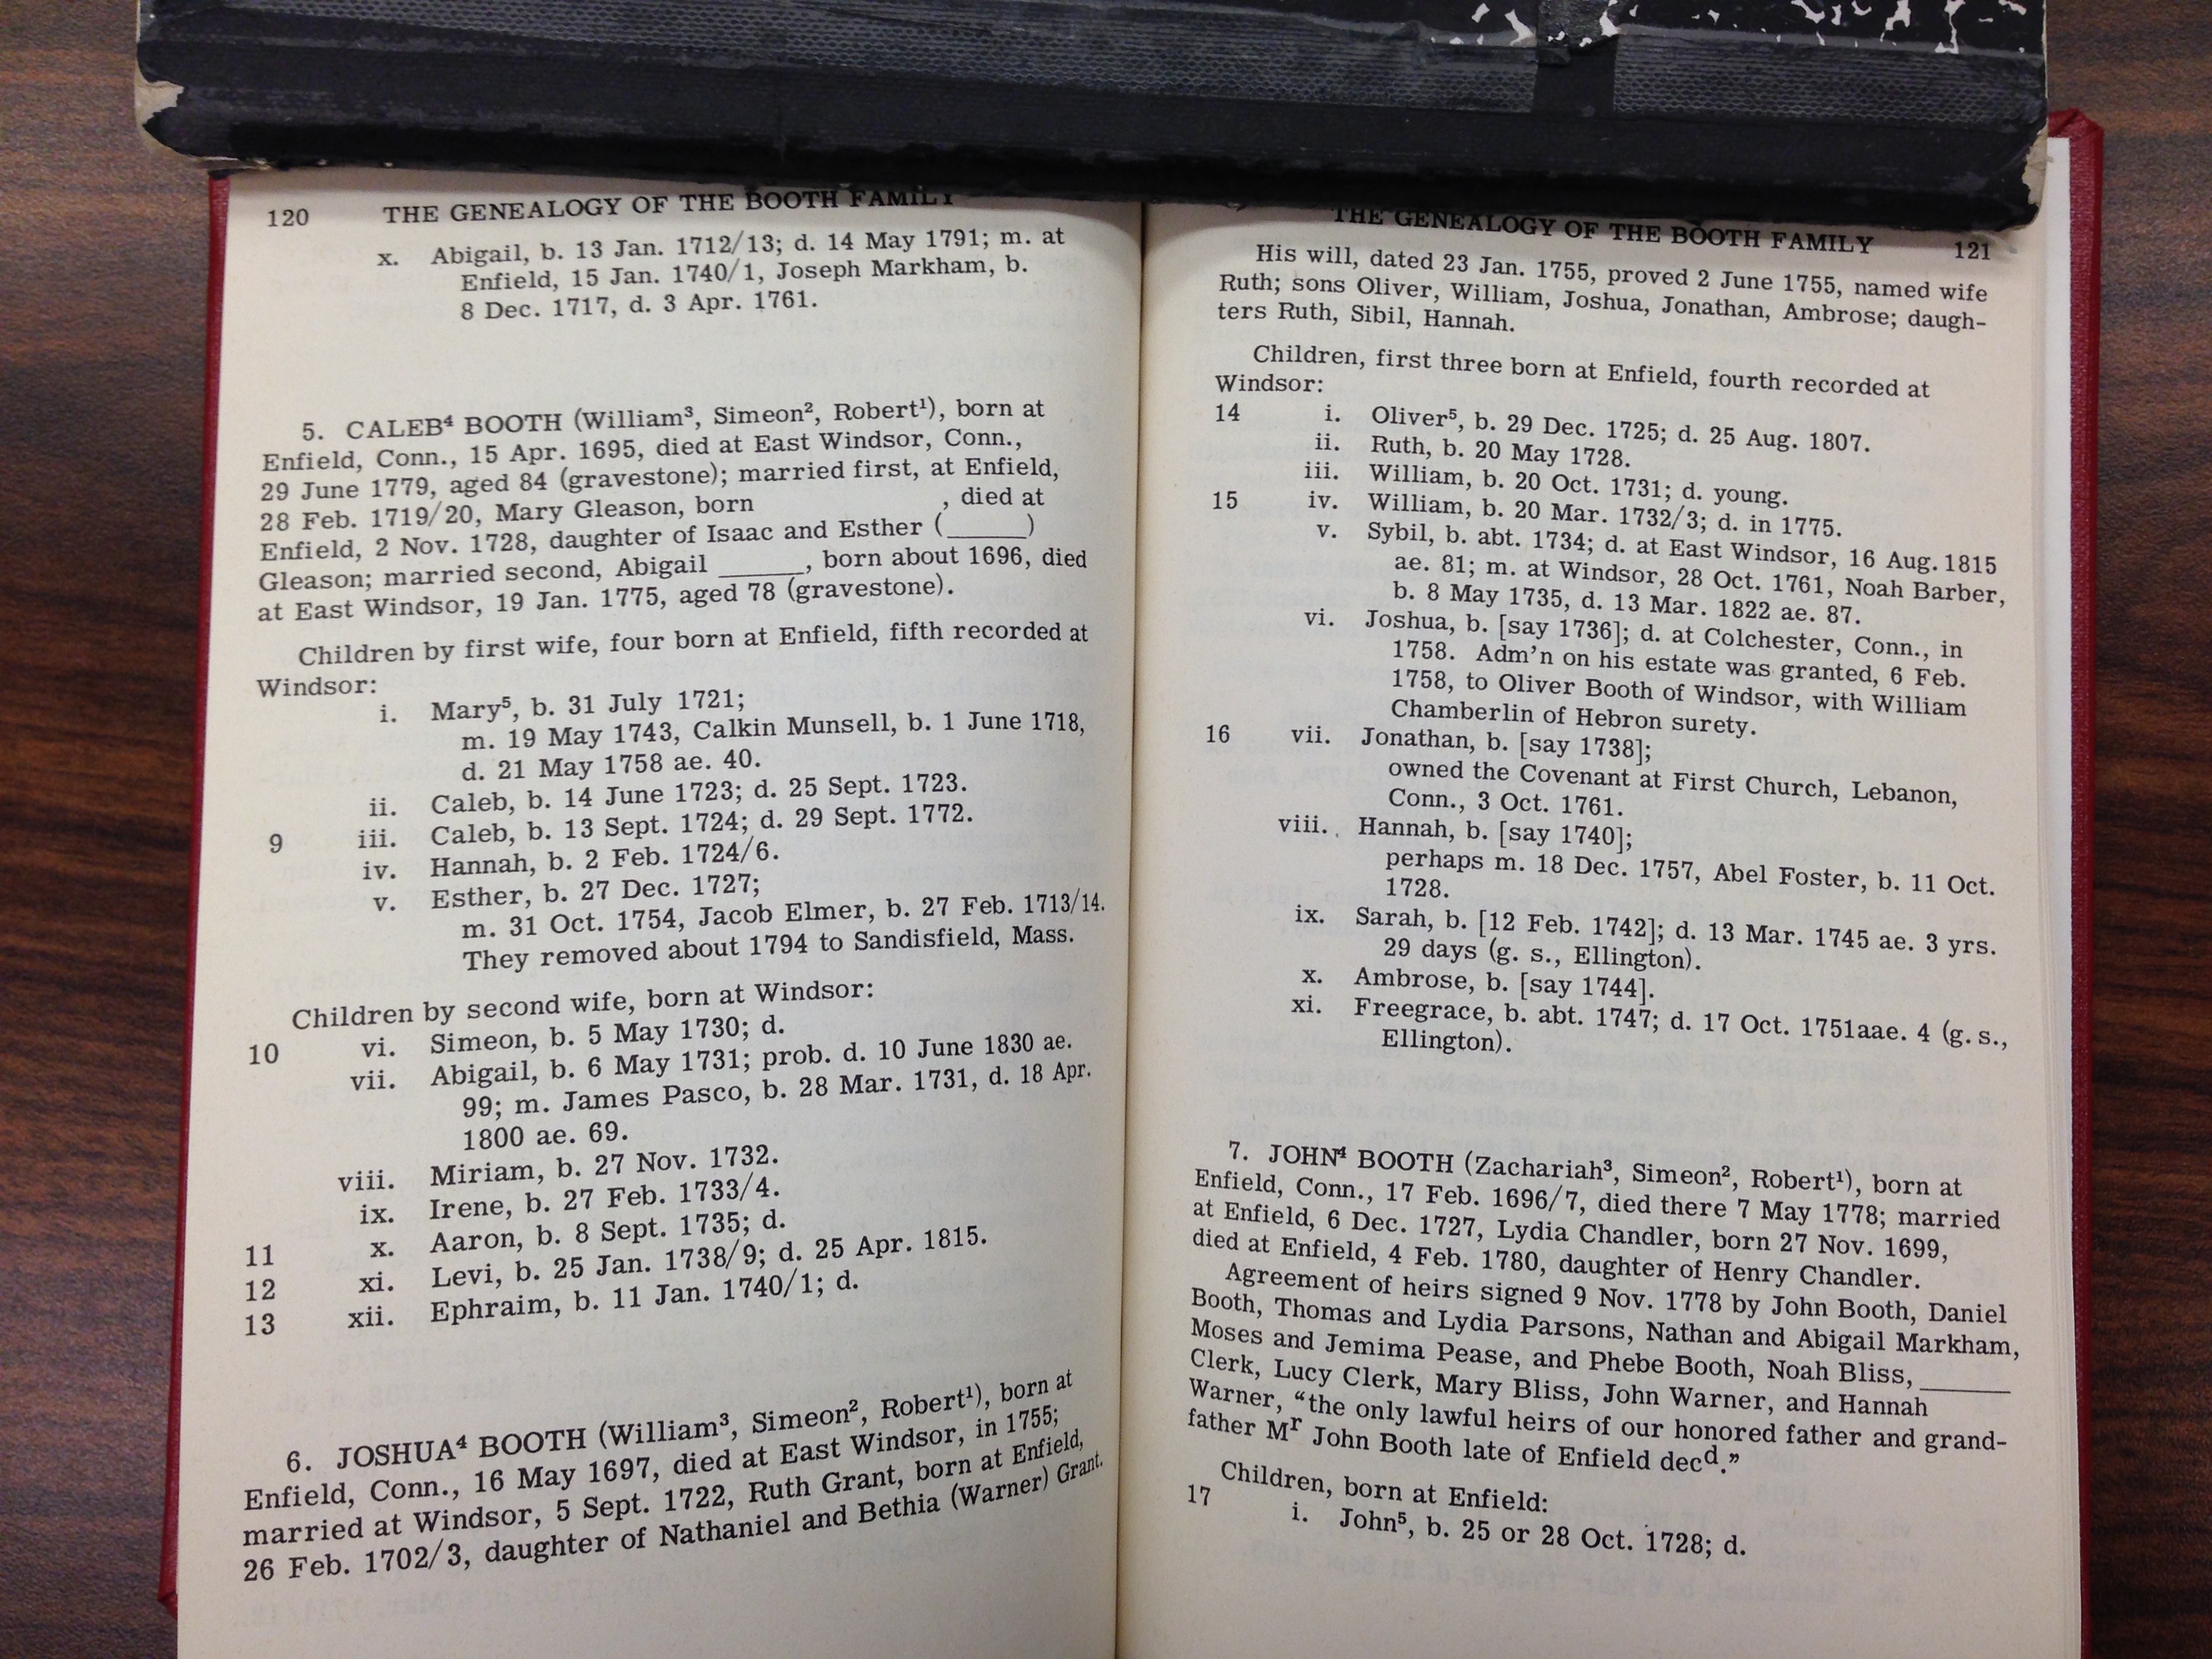 120 THE GENEALOGY OF THE BOOTH FAMILY
x. Abigail, b. 13 Jan. 1712/13; d. 14 May 1791; m. at
Enfield, 15 Jan. 1740/1, Joseph Markham, b.
8 Dec. 1717, d. 3 Apr. 1761.
5. CALEB⁴ BOOTH (William³, Simeon², Robert¹), born at
Enfield, Conn., 15 Apr. 1695, died at East Windsor, Conn.,
29 June 1779, aged 84 (gravestone); married first, at Enfield,
28 Feb. 1719/20, Mary Gleason, born , died at
Enfield, 2 Nov. 1728, daughter of Isaac and Esther (______)
Gleason; married second, Abigail ______, born about 1696, died
at East Windsor, 19 Jan. 1775, aged 78 (gravestone).
Children by first wife, four born at Enfield, fifth recorded at
Windsor:
i. Mary⁵, b. 31 July 1721;
m. 19 May 1743, Calkin Munsell, b. 1 June 1718,
d. 21 May 1758 ae. 40.
ii. Caleb, b. 14 June 1723; d. 25 Sept. 1723.
9 iii. Caleb, b. 13 Sept. 1724; d. 29 Sept. 1772.
iv. Hannah, b. 2 Feb. 1724/6.
v. Esther, b. 27 Dec. 1727;
m. 31 Oct. 1754, Jacob Elmer, b. 27 Feb. 1713/14.
They removed about 1794 to Sandisfield, Mass.
Children by second wife, born at Windsor:
10 vi. Simeon, b. 5 May 1730; d.
vii. Abigail, b. 6 May 1731; prob. d. 10 June 1830 ae.
99; m. James Pasco, b. 28 Mar. 1731, d. 18 Apr.
1800 ae. 69.
viii. Miriam, b. 27 Nov. 1732.
ix. Irene, b. 27 Feb. 1733/4.
11 x. Aaron, b. 8 Sept. 1735; d.
12 xi. Levi, b. 25 Jan. 1738/9; d. 25 Apr. 1815.
13 xii. Ephraim, b. 11 Jan. 1740/1; d.
6. JOSHUA⁴ BOOTH (William³, Simeon², Robert¹), born at
Enfield, Conn., 16 May 1697, died at East Windsor, in 1755;
married at Windsor, 5 Sept. 1722, Ruth Grant, born at Enfield,
26 Feb. 1702/3, daughter of Nathaniel and Bethia (Warner) Grant.
THE GENEALOGY OF THE BOOTH FAMILY 121
His will, dated 23 Jan. 1755, proved 2 June 1755, named wife
Ruth; sons Oliver, William, Joshua, Jonathan, Ambrose; daugh-
ters Ruth, Sibil, Hannah.
Children, first three born at Enfield, fourth recorded at
Windsor:
14 i. Oliver⁵, b. 29 Dec. 1725; d. 25 Aug. 1807.
ii. Ruth, b. 20 May 1728.
iii. William, b. 20 Oct. 1731; d. young.
15 iv. William, b. 20 Mar. 1732/3; d. in 1775.
v. Sybil, b. abt. 1734; d. at East Windsor, 16 Aug. 1815
ae. 81; m. at Windsor, 28 Oct. 1761, Noah Barber,
b. 8 May 1735, d. 13 Mar. 1822 ae. 87.
vi. Joshua, b. [say 1736]; d. at Colchester, Conn., in
1758. Adm'n on his estate was granted, 6 Feb.
1758, to Oliver Booth of Windsor, with William
Chamberlin of Hebron surety.
16 vii. Jonathan, b. [say 1738];
owned the Covenant at First Church, Lebanon,
Conn., 3 Oct. 1761.
viii. Hannah, b. [say 1740];
perhaps m. 18 Dec. 1757, Abel Foster, b. 11 Oct.
1728.
ix. Sarah, b. [12 Feb. 1742]; d. 13 Mar. 1745 ae. 3 yrs.
29 days (g. s., Ellington).
x. Ambrose, b. [say 1744].
xi. Freegrace, b. abt. 1747; d. 17 Oct. 1751aae. 4 (g. s.,
Ellington).
7. JOHN⁴ BOOTH (Zachariah³, Simeon², Robert¹), born at
Enfield, Conn., 17 Feb. 1696/7, died there 7 May 1778; married
at Enfield, 6 Dec. 1727, Lydia Chandler, born 27 Nov. 1699,
died at Enfield, 4 Feb. 1780, daughter of Henry Chandler.
Agreement of heirs signed 9 Nov. 1778 by John Booth, Daniel
Booth, Thomas and Lydia Parsons, Nathan and Abigail Markham,
Moses and Jemima Pease, and Phebe Booth, Noah Bliss, ______
Clerk, Lucy Clerk, Mary Bliss, John Warner, and Hannah
Warner, "the only lawful heirs of our honored father and grand-
father Mʳ John Booth late of Enfield decᵈ."
Children, born at Enfield:
17 i. John⁵, b. 25 or 28 Oct. 1728; d.